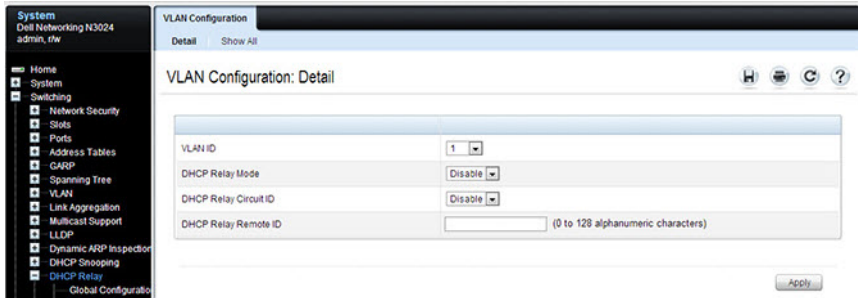 System
Dell Networking N3024
admin, r/w
Home
System
Switching
Network Security
Slots
Ports
Address Tables
GARP
Spanning Tree
VLAN
Link Aggregation
Multicast Support
LLDP
Dynamic ARP Inspection
DHCP Snooping
DHCP Relay
Global Configuratio
VLAN Configuration
Detail Show All
VLAN Configuration: Detail
VLAN ID 1
DHCP Relay Mode Disable
DHCP Relay Circuit ID Disable
DHCP Relay Remote ID (0 to 128 alphanumeric characters)
Apply